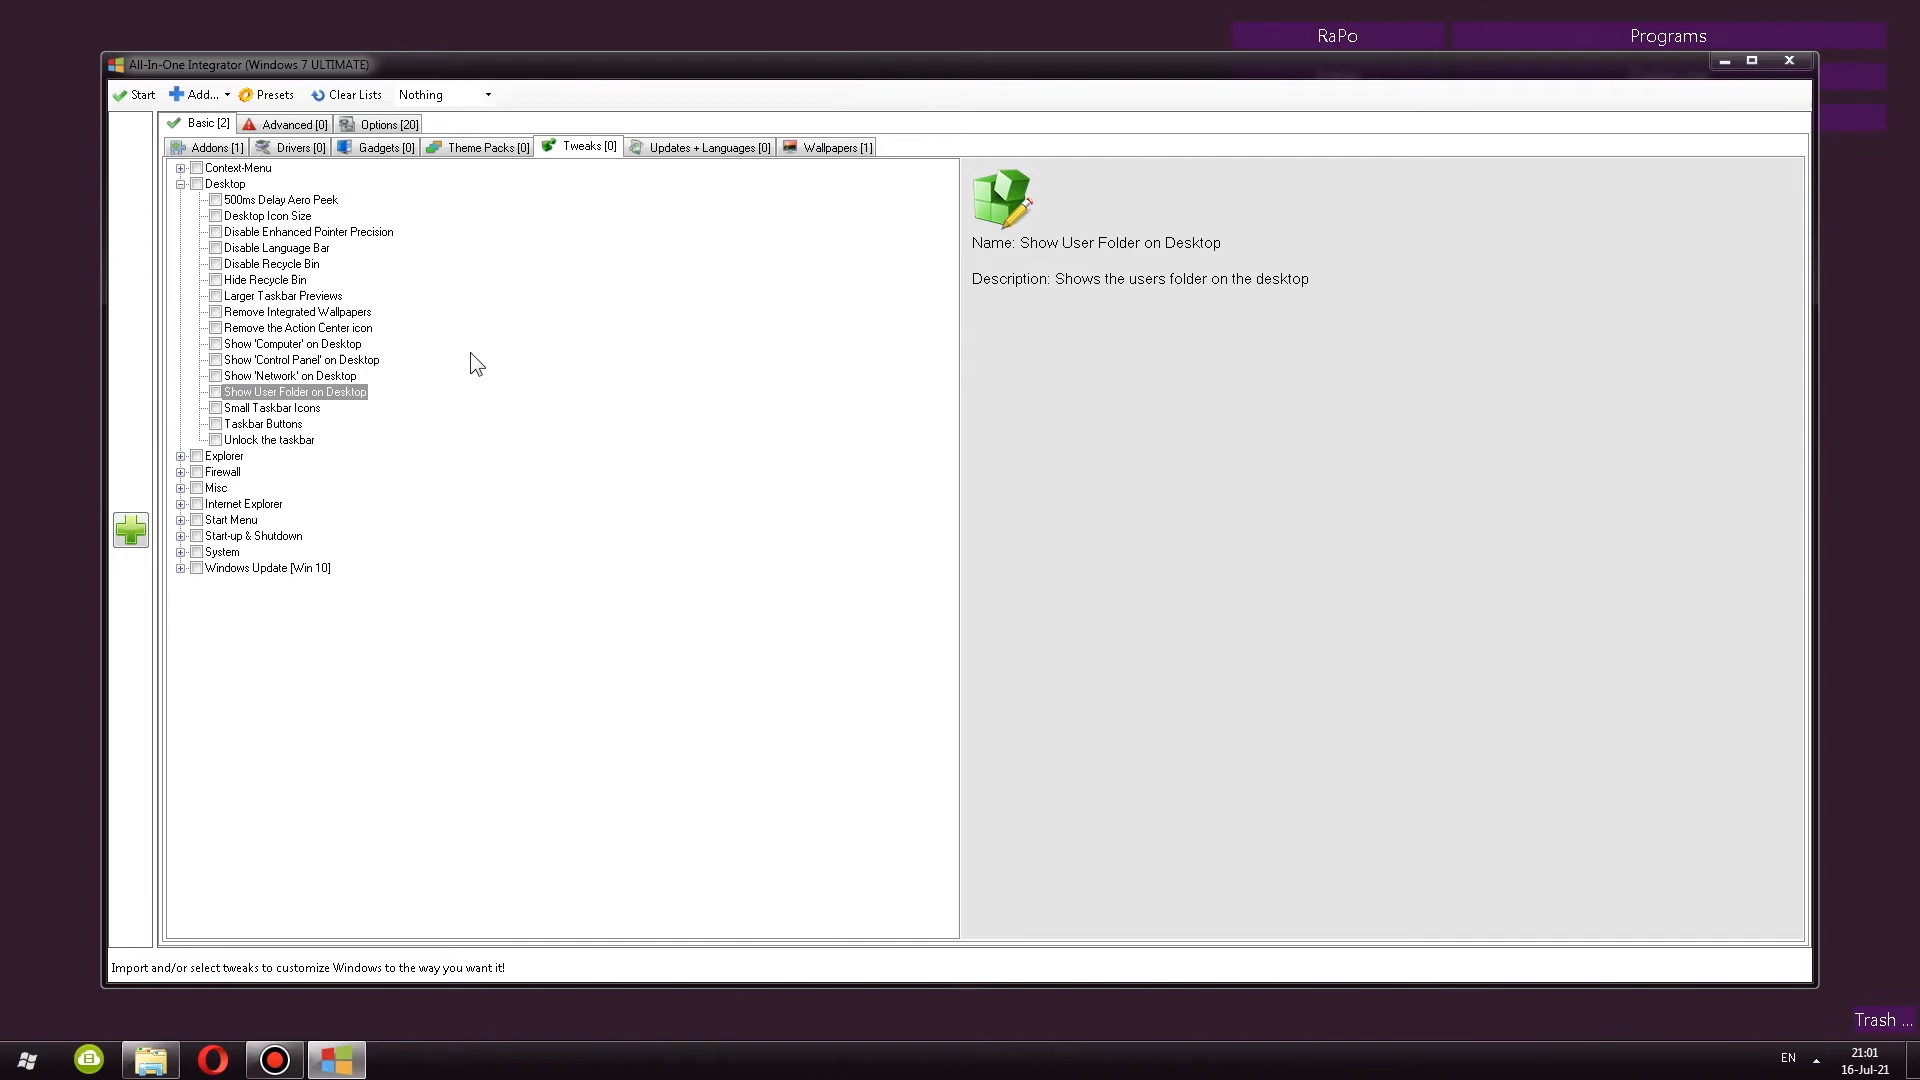 RaPo
Programs
All-In-One Integrator (Windows 7 ULTIMATE)
Start
Add...
Presets
Clear Lists
Nothing
Basic [2]
Advanced [0]
Options [20]
Addons [1]
Drivers [0]
Gadgets [0]
Theme Packs [0]
Tweaks [0]
Updates + Languages [0]
Wallpapers [1]
Context-Menu
Desktop
500ms Delay Aero Peek
Desktop Icon Size
Disable Enhanced Pointer Precision
Disable Language Bar
Disable Recycle Bin
Hide Recycle Bin
Larger Taskbar Previews
Remove Integrated Wallpapers
Remove the Action Center icon
Show 'Computer' on Desktop
Show 'Control Panel' on Desktop
Show 'Network' on Desktop
Show User Folder on Desktop
Small Taskbar Icons
Taskbar Buttons
Unlock the taskbar
Explorer
Firewall
Misc
Internet Explorer
Start Menu
Start-up & Shutdown
System
Windows Update [Win 10]
Name: Show User Folder on Desktop
Description: Shows the users folder on the desktop
Import and/or select tweaks to customize Windows to the way you want it!
Trash ...
EN
21:01
16-Jul-21